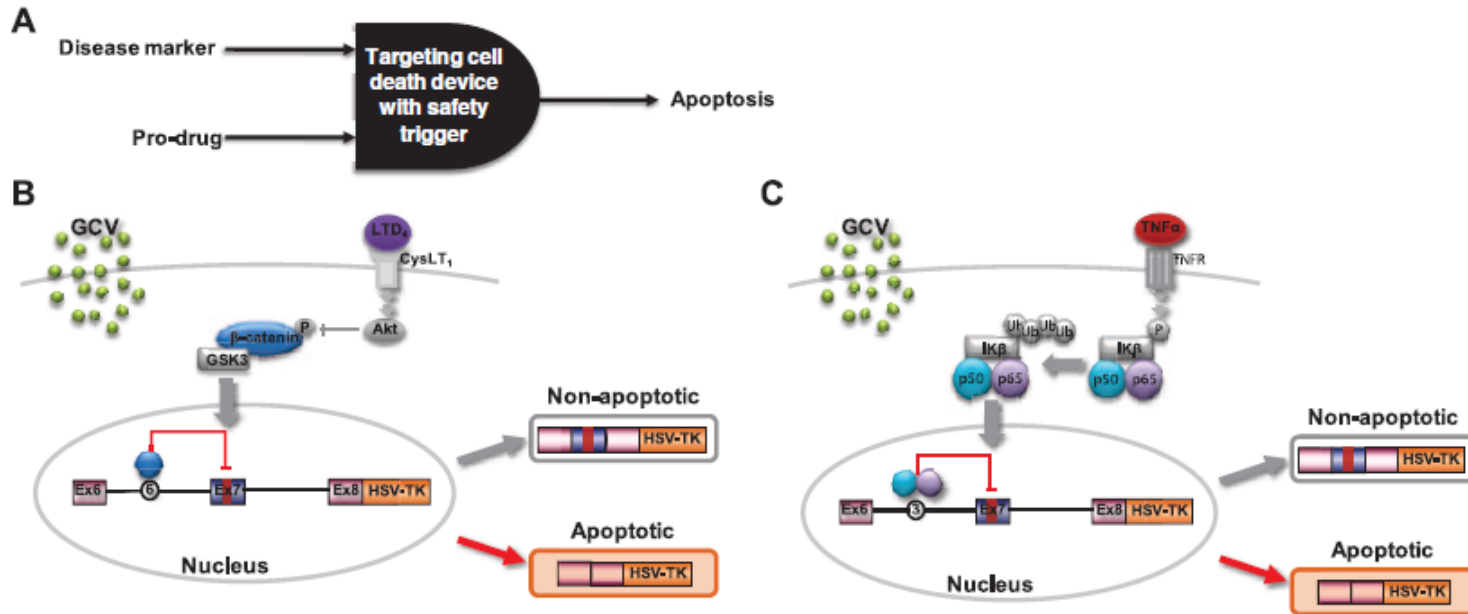 A
Disease marker
Pro-drug
Targeting cell
death device
with safety
trigger
Apoptosis
B
GCV
LTD4
CysLT1
P
β-catenin
Akt
GSK3
Ex6
6
Ex7
Ex8
HSV-TK
Nucleus
Non-apoptotic
HSV-TK
Apoptotic
HSV-TK
C
GCV
TNFα
TNFR
Ub Ub Ub Ub
P
IKβ
IKβ
p50 p65
p50 p65
Ex6
3
Ex7
Ex8
HSV-TK
Nucleus
Non-apoptotic
HSV-TK
Apoptotic
HSV-TK